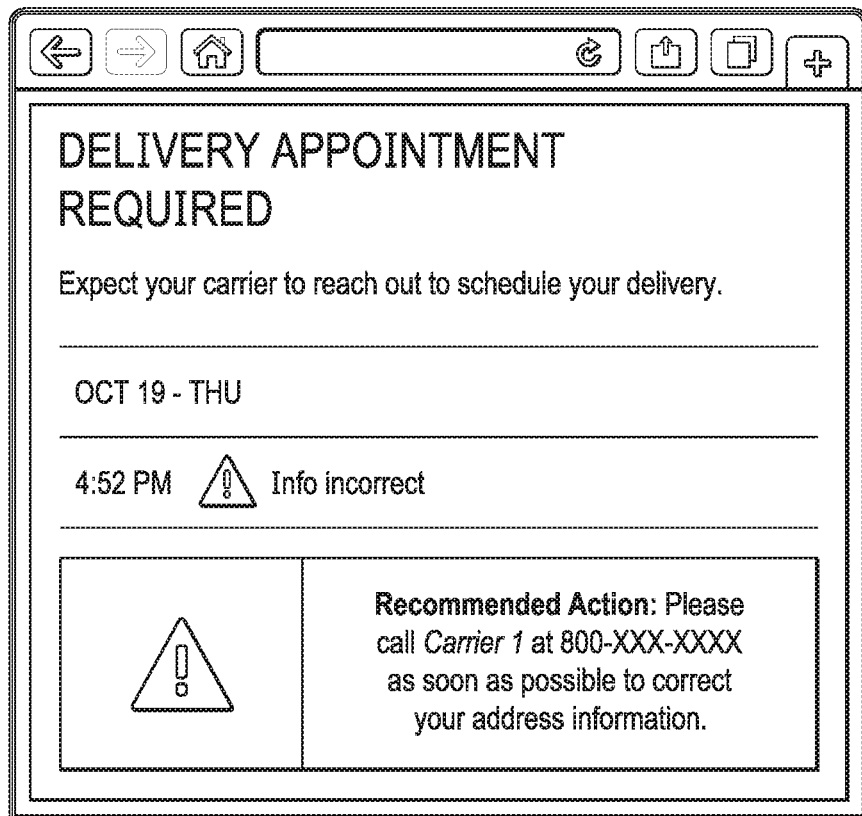 DELIVERY APPOINTMENT
REQUIRED
Expect your carrier to reach out to schedule your delivery.
OCT 19 - THU
4:52 PM ! Info incorrect
!
Recommended Action: Please
call Carrier 1 at 800-XXX-XXXX
as soon as possible to correct
your address information.